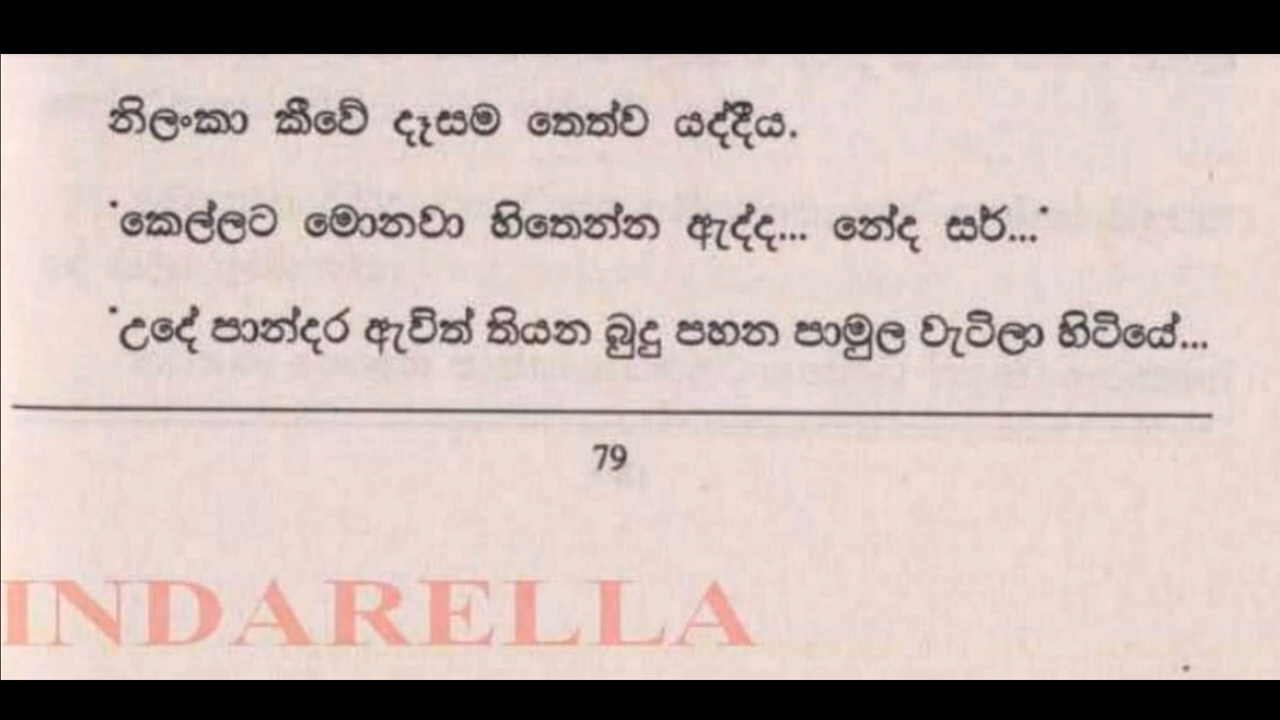 නිලංකා කීවේ දෑසම තෙත්ව යද්දීය.
'කෙල්ලට මොනවා හිතෙන්න ඇද්ද... නේද සර්...'
'උදේ පාන්දර ඇවිත් තියන බුදු පහන පාමුල වැටිලා හිටියේ...
79
INDARELLA